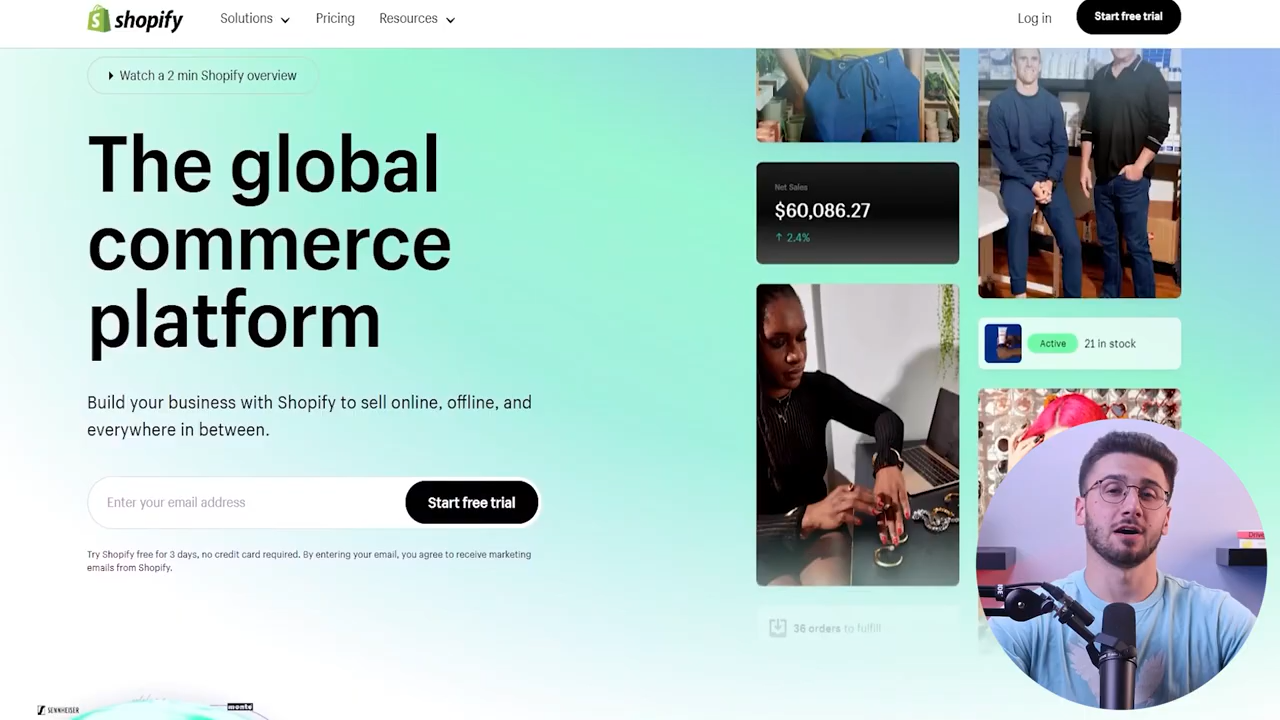 shopify
Solutions
Pricing
Resources
Log in
Start free trial
Watch a 2 min Shopify overview
The global
commerce
platform
Build your business with Shopify to sell online, offline, and
everywhere in between.
Enter your email address
Start free trial
Try Shopify free for 3 days, no credit card required. By entering your email, you agree to receive marketing
emails from Shopify.
Net Sales
$60,086.27
↑ 2.4%
Active
21 in stock
36 orders to fulfill
SENNHEISER